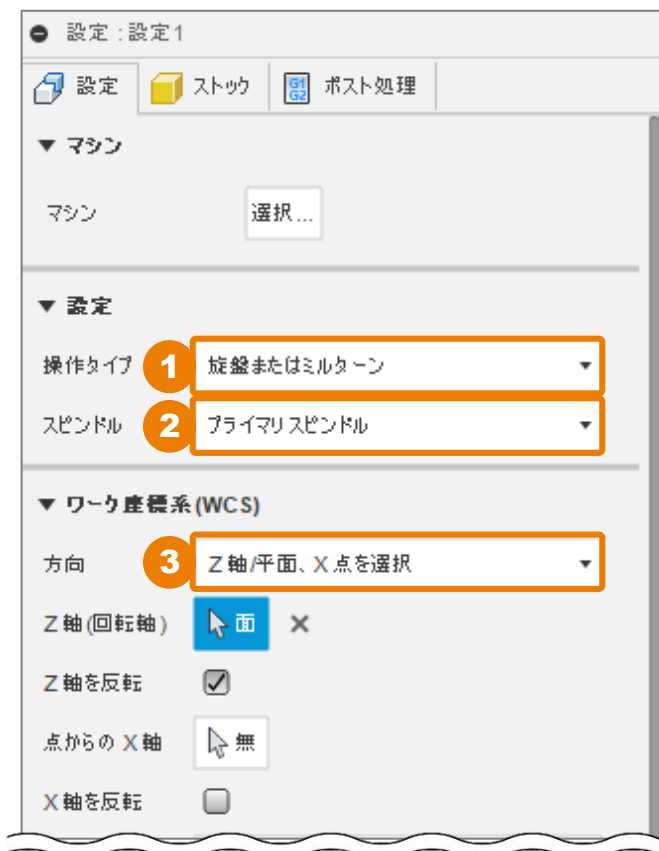 設定 : 設定1
設定 ストック G1 G2 ポスト処理
▼ マシン
マシン 選択...
▼ 設定
操作タイプ 1 旋盤またはミルターン
スピンドル 2 プライマリ スピンドル
▼ ワーク座標系(WCS)
方向 3 Z 軸/平面、X 点を選択
Z 軸(回転軸) 面
Z 軸を反転
点からの X 軸 無
X 軸を反転